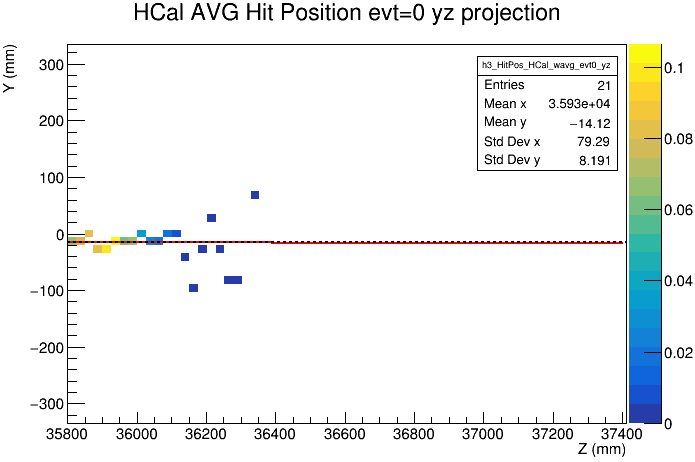 HCal AVG Hit Position evt=0 yz projection
Y (mm)
h3_HitPos_HCal_wavg_evt0_yz
Entries 21
Mean x 3.593e+04
Mean y −14.12
Std Dev x 79.29
Std Dev y 8.191
300
200
100
0
−100
−200
−300
0.1
0.08
0.06
0.04
0.02
0
35800 36000 36200 36400 36600 36800 37000 37200 37400
Z (mm)